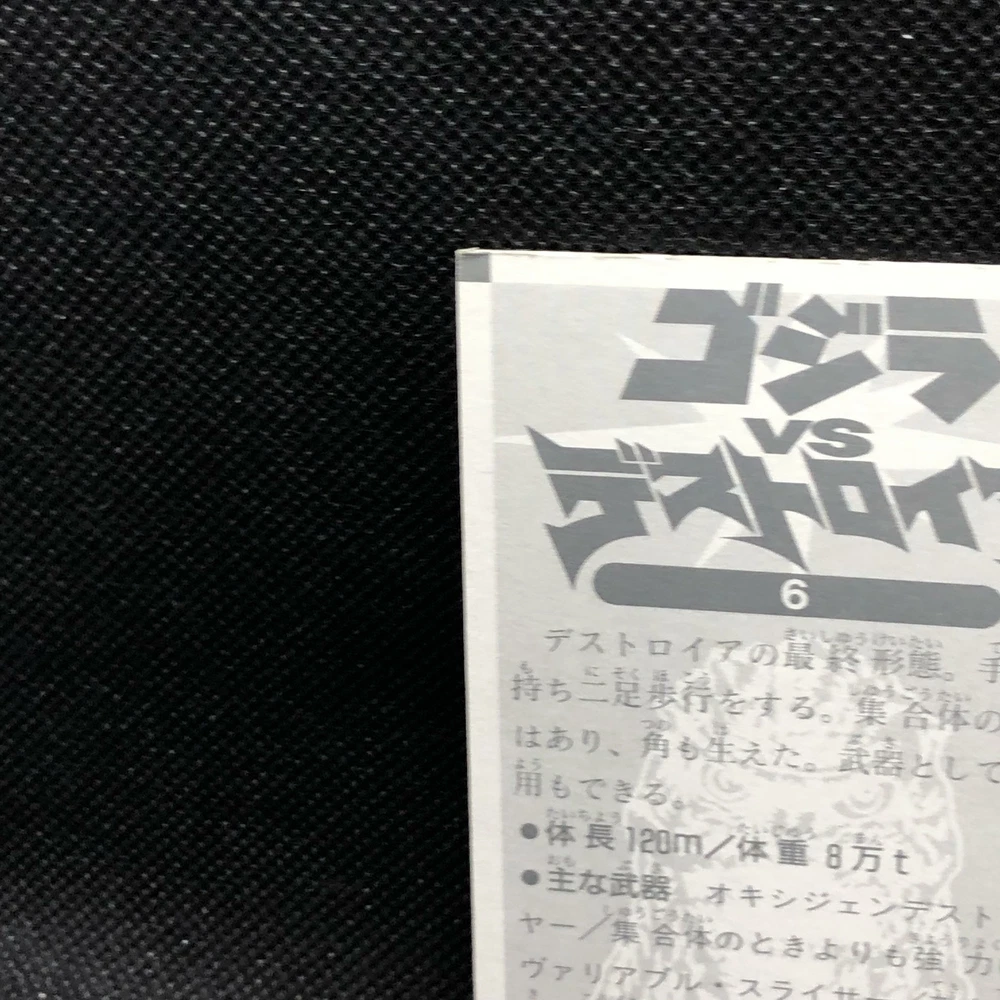 ゴジラ
VS
デストロイ
6
デストロイアの最終形態。手
持ち二足歩行をする。集合体の
はあり、角も生えた。武器として
用もできる。
●体長120m/体重8万t
●主な武器 オキシジェンデスト
ヤー/集合体のときよりも強力
ヴァリアブル・スライサ